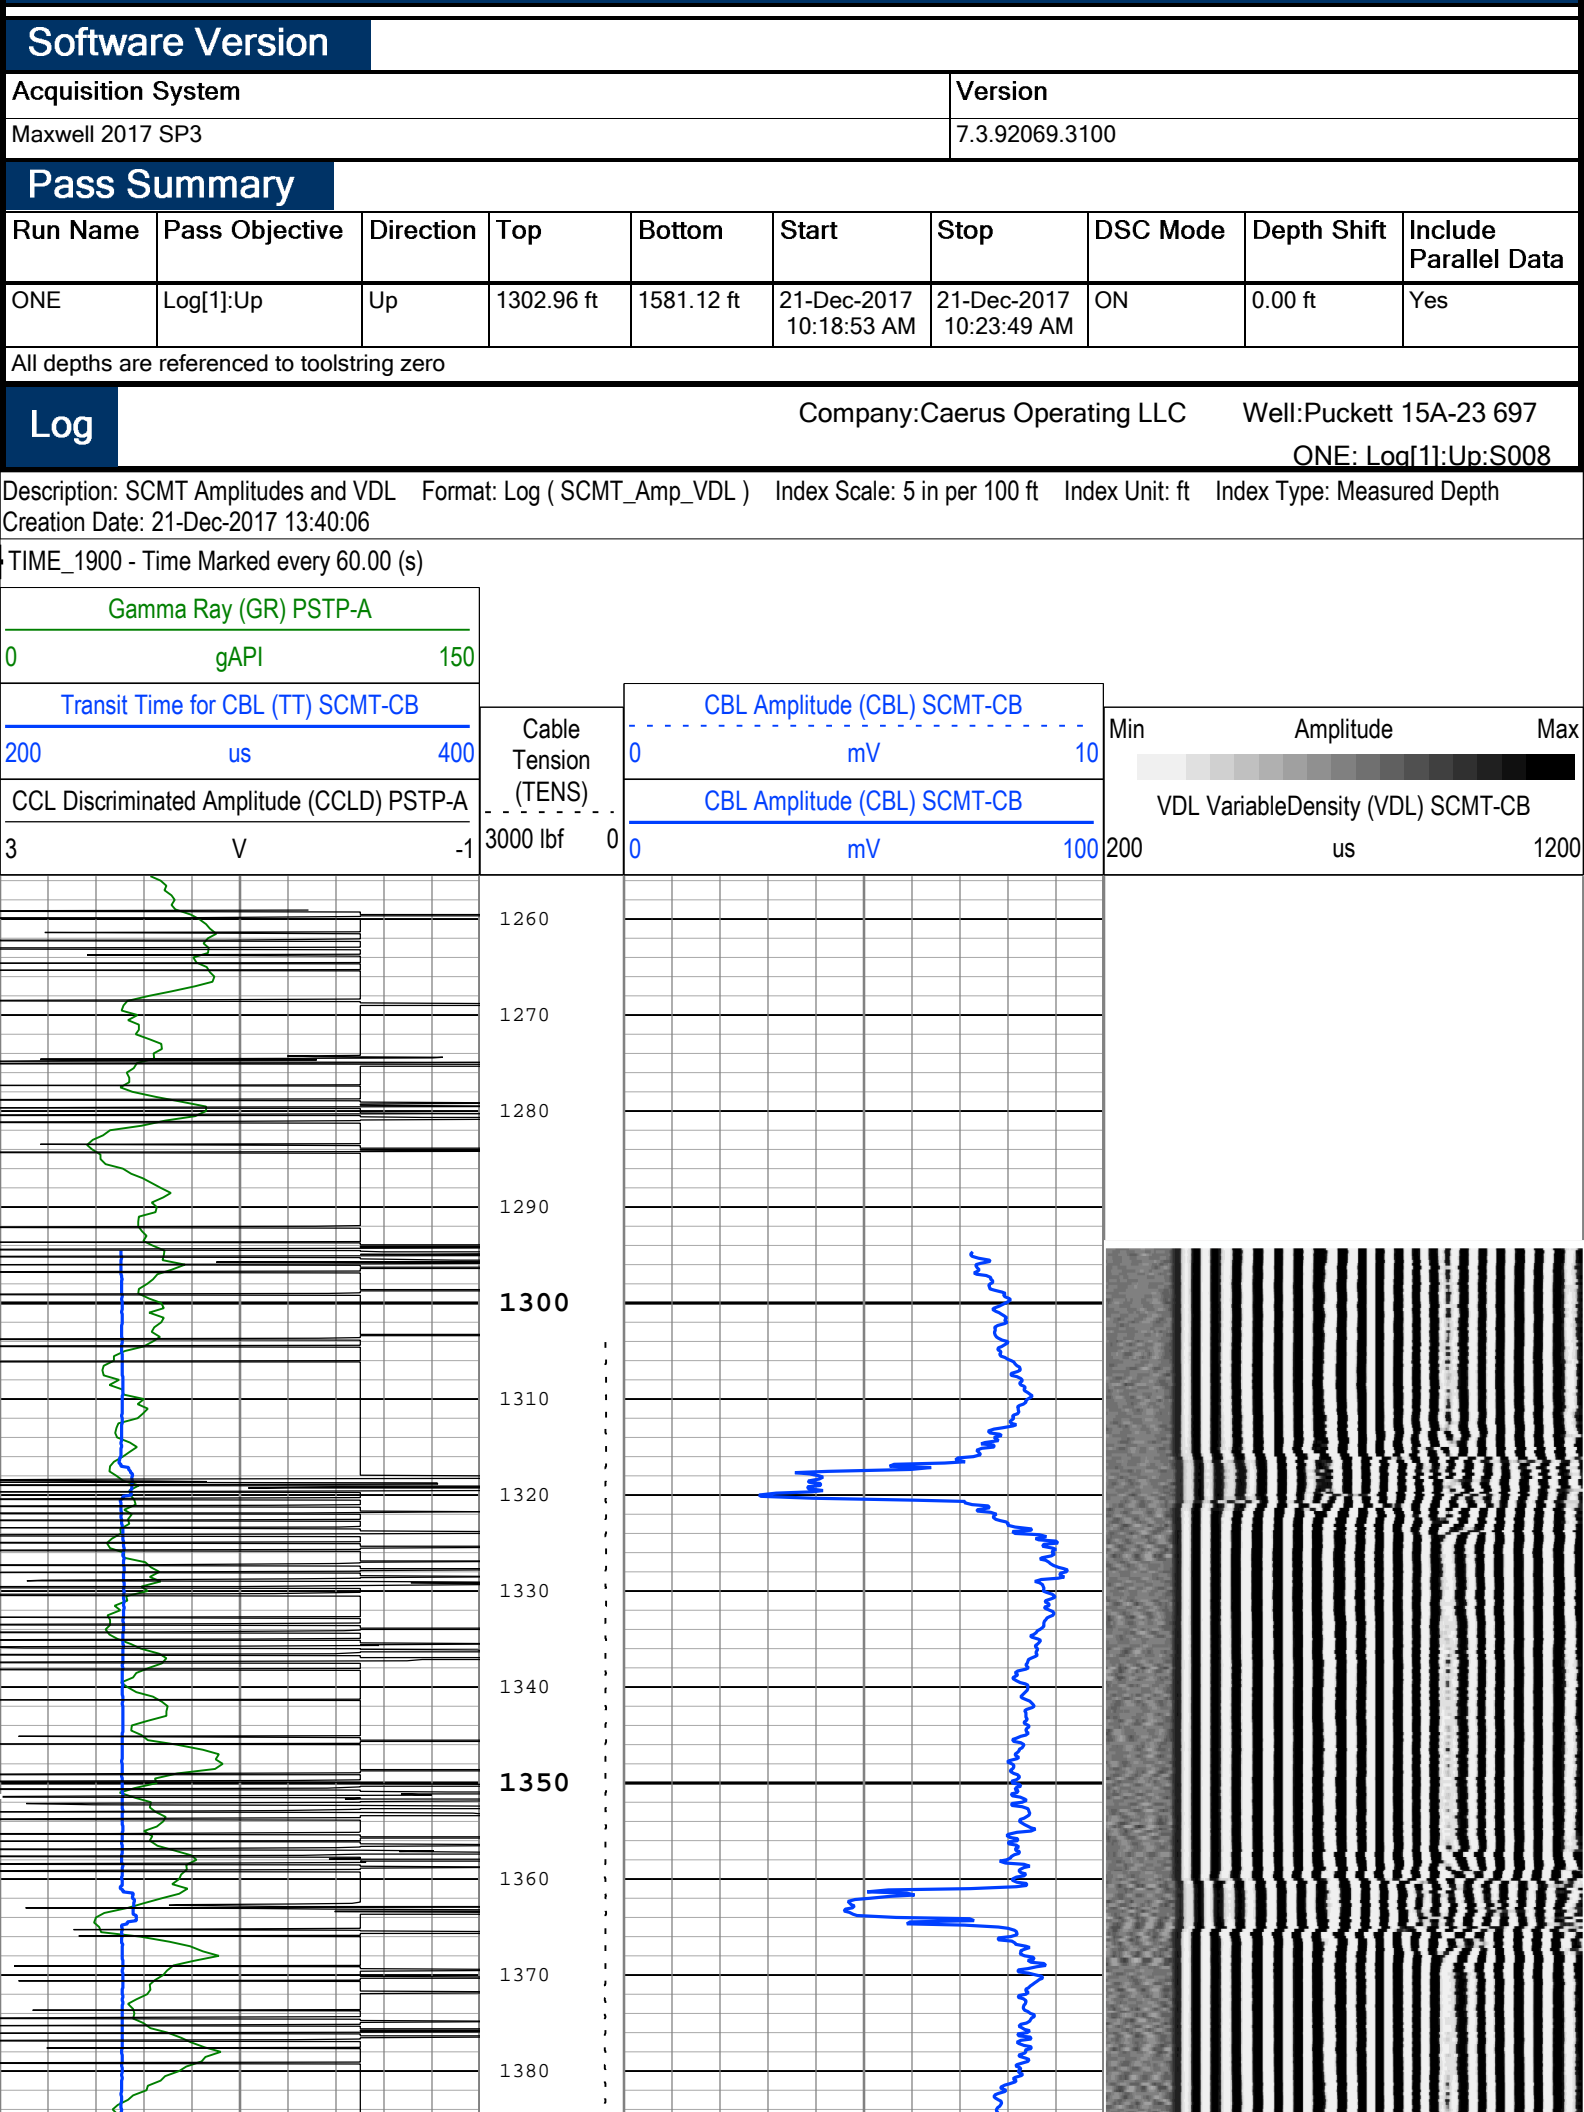 Software Version
Acquisition System Version
Maxwell 2017 SP3 7.3.92069.3100
Pass Summary
Run Name Pass Objective Direction Top Bottom Start Stop DSC Mode Depth Shift Include
Parallel Data
ONE Log[1]:Up Up 1302.96 ft 1581.12 ft 21-Dec-2017 21-Dec-2017 ON 0.00 ft Yes
10:18:53 AM 10:23:49 AM
All depths are referenced to toolstring zero
Log
Company:Caerus Operating LLC Well:Puckett 15A-23 697
ONE: Log[1]:Up:S008
Description: SCMT Amplitudes and VDL Format: Log ( SCMT_Amp_VDL ) Index Scale: 5 in per 100 ft Index Unit: ft Index Type: Measured Depth
Creation Date: 21-Dec-2017 13:40:06
TIME_1900 - Time Marked every 60.00 (s)
Gamma Ray (GR) PSTP-A
0 gAPI 150
Transit Time for CBL (TT) SCMT-CB
200 us 400
CCL Discriminated Amplitude (CCLD) PSTP-A
3 V -1
Cable
Tension
(TENS)
3000 lbf 0
CBL Amplitude (CBL) SCMT-CB
0 mV 10
CBL Amplitude (CBL) SCMT-CB
0 mV 100
Min Amplitude Max
VDL VariableDensity (VDL) SCMT-CB
200 us 1200
1260
1270
1280
1290
1300
1310
1320
1330
1340
1350
1360
1370
1380